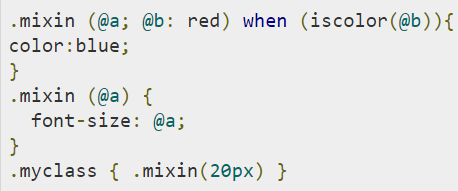 .mixin (@a; @b: red) when (iscolor(@b)){
color:blue;
}
.mixin (@a) {
  font-size: @a;
}
.myclass { .mixin(20px) }